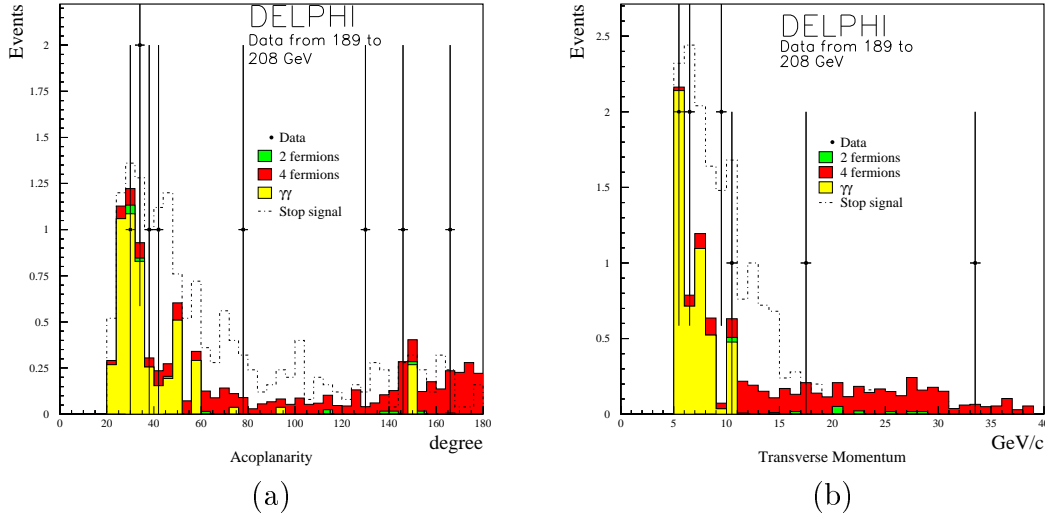 Events
DELPHI
Data from 189 to
208 GeV
2
1.75
1.5
1.25
1
0.75
0.5
0.25
0
Data
2 fermions
4 fermions
γγ
Stop signal
0 20 40 60 80 100 120 140 160 180
degree
Acoplanarity
(a)
Events
DELPHI
Data from 189 to
208 GeV
2.5
2
1.5
1
0.5
0
Data
2 fermions
4 fermions
γγ
Stop signal
0 5 10 15 20 25 30 35 40
GeV/c
Transverse Momentum
(b)